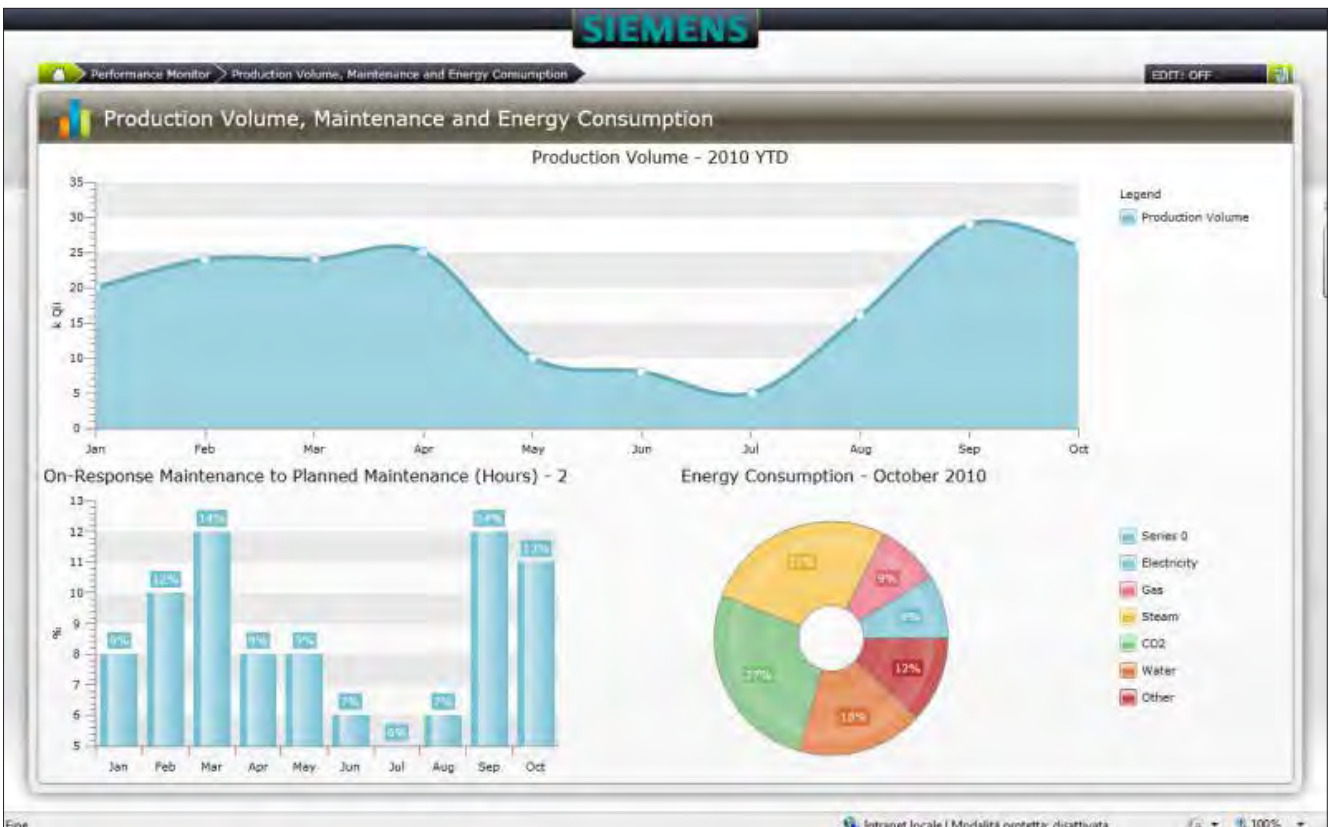 SIEMENS
Performance Monitor
Production Volume, Maintenance and Energy Consumption
EDIT: OFF
Production Volume, Maintenance and Energy Consumption
Production Volume - 2010 YTD
35
30
25
20
15
10
5
0
Jan Feb Mar Apr May Jun Jul Aug Sep Oct
Legend
Production Volume
On-Response Maintenance to Planned Maintenance (Hours) - 2
%
13
12
11
10
9
8
7
6
5
9% 12% 14% 9% 9% 7% 6% 7% 14% 13%
Jan Feb Mar Apr May Jun Jul Aug Sep Oct
Energy Consumption - October 2010
9%
27%
18%
12%
Series 0
Electricity
Gas
Steam
CO2
Water
Other
Fine
Intranet locale | Modalità protetta: disattivata
100%